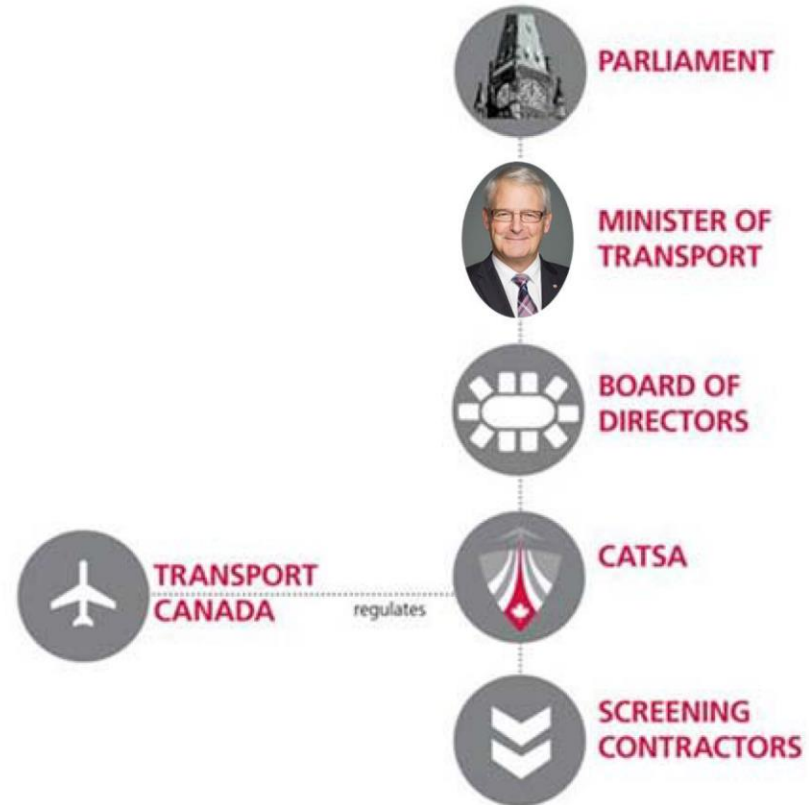 PARLIAMENT
MINISTER OF
TRANSPORT
BOARD OF
DIRECTORS
CATSA
TRANSPORT
CANADA
regulates
SCREENING
CONTRACTORS